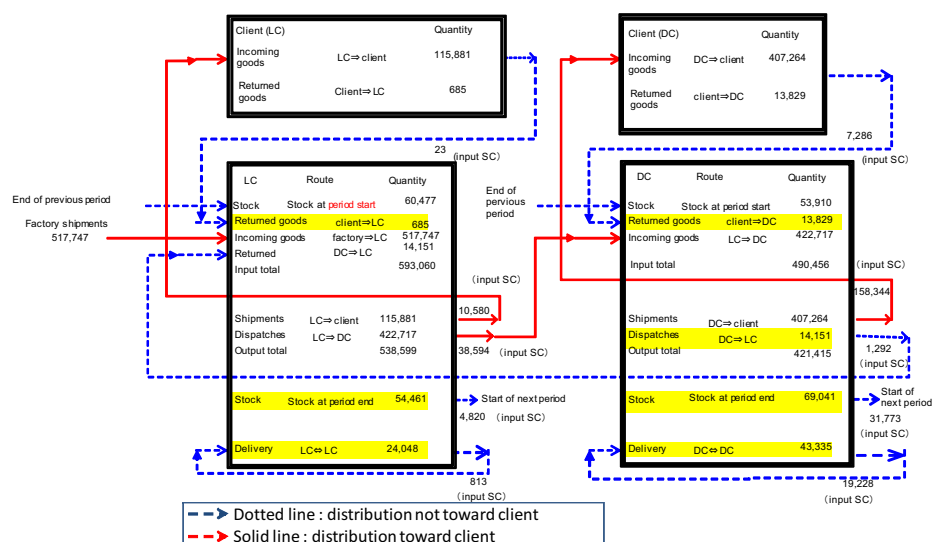 Client (LC) Quantity
Incoming goods LC⇒client 115,881
Returned goods Client⇒LC 685
Client (DC) Quantity
Incoming goods DC⇒client 407,264
Returned goods client⇒DC 13,829
23
(input SC)
7,286
(input SC)
End of previous period
Factory shipments
517,747
LC Route Quantity
Stock Stock at period start 60,477
Returned goods client⇒LC 685
Incoming goods factory⇒LC 517,747
Returned DC⇒LC 14,151
Input total 593,060
Shipments LC⇒client 115,881
Dispatches LC⇒DC 422,717
Output total 538,599
Stock Stock at period end 54,461
Delivery LC⇔LC 24,048
(input SC)
10,580
38,594 (input SC)
Start of next period
4,820
(input SC)
813
(input SC)
End of
pervious
period
DC Route Quantity
Stock Stock at period start 53,910
Returned goods client⇒DC 13,829
Incoming goods LC⇒DC 422,717
Input total 490,456
Shipments DC⇒client 407,264
Dispatches DC⇒LC 14,151
Output total 421,415
Stock Stock at period end 69,041
Delivery DC⇔DC 43,335
(input SC)
158,344
1,292
(input SC)
Start of
next period
31,773
(input SC)
19,228
(input SC)
Dotted line : distribution not toward client
Solid line : distribution toward client